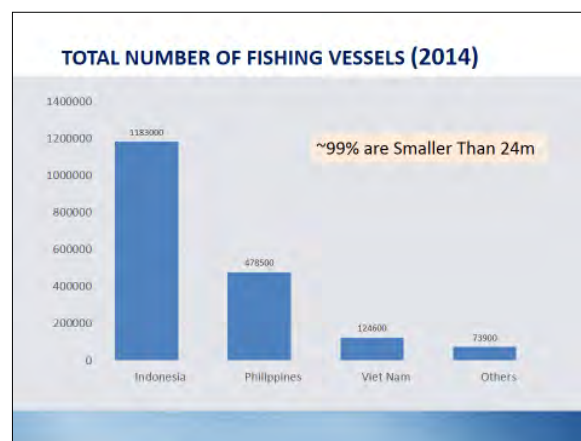 TOTAL NUMBER OF FISHING VESSELS (2014)
1400000
1200000
1000000
800000
600000
400000
200000
0
1183000
478500
124600
73900
~99% are Smaller Than 24m
Indonesia
Philippines
Viet Nam
Others